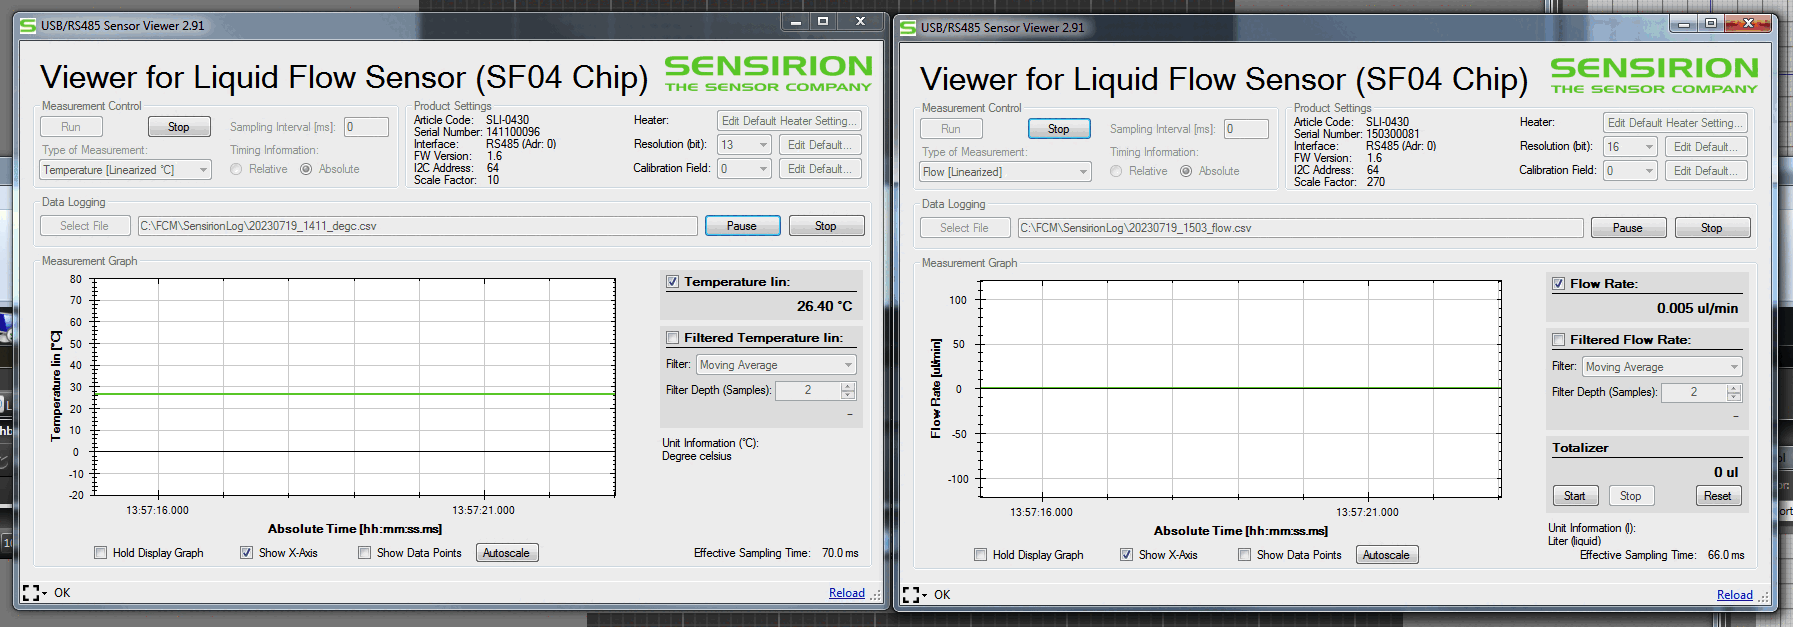 USB/RS485 Sensor Viewer 2.91
Viewer for Liquid Flow Sensor (SF04 Chip)
SENSIRION
THE SENSOR COMPANY
Measurement Control
Run
Stop
Sampling Interval [ms]:
0
Type of Measurement:
Timing Information:
Temperature [Linearized °C]
Relative
Absolute
Product Settings
Article Code: SLI-0430
Serial Number: 141100096
Interface: RS485 (Adr: 0)
FW Version: 1.6
I2C Address: 64
Scale Factor: 10
Heater:
Edit Default Heater Setting...
Resolution (bit):
13
Edit Default...
Calibration Field:
0
Edit Default...
Data Logging
Select File
C:\FCM\SensirionLog\20230719_1411_degc.csv
Pause
Stop
Measurement Graph
80
70
60
50
40
30
20
10
0
-10
-20
Temperature lin [°C]
13:57:16.000
13:57:21.000
Absolute Time [hh:mm:ss.ms]
Temperature lin:
26.40 °C
Filtered Temperature lin:
Filter:
Moving Average
Filter Depth (Samples):
2
–
Unit Information (°C):
Degree celsius
Hold Display Graph
Show X-Axis
Show Data Points
Autoscale
Effective Sampling Time: 70.0 ms
OK
Reload
USB/RS485 Sensor Viewer 2.91
Viewer for Liquid Flow Sensor (SF04 Chip)
SENSIRION
THE SENSOR COMPANY
Measurement Control
Run
Stop
Sampling Interval [ms]:
0
Type of Measurement:
Timing Information:
Flow [Linearized]
Relative
Absolute
Product Settings
Article Code: SLI-0430
Serial Number: 150300081
Interface: RS485 (Adr: 0)
FW Version: 1.6
I2C Address: 64
Scale Factor: 270
Heater:
Edit Default Heater Setting...
Resolution (bit):
16
Edit Default...
Calibration Field:
0
Edit Default...
Data Logging
Select File
C:\FCM\SensirionLog\20230719_1503_flow.csv
Pause
Stop
Measurement Graph
100
50
0
-50
-100
Flow Rate [ul/min]
13:57:16.000
13:57:21.000
Absolute Time [hh:mm:ss.ms]
Flow Rate:
0.005 ul/min
Filtered Flow Rate:
Filter:
Moving Average
Filter Depth (Samples):
2
–
Totalizer
0 ul
Start
Stop
Reset
Unit Information (l):
Liter (liquid)
Hold Display Graph
Show X-Axis
Show Data Points
Autoscale
Effective Sampling Time: 66.0 ms
OK
Reload